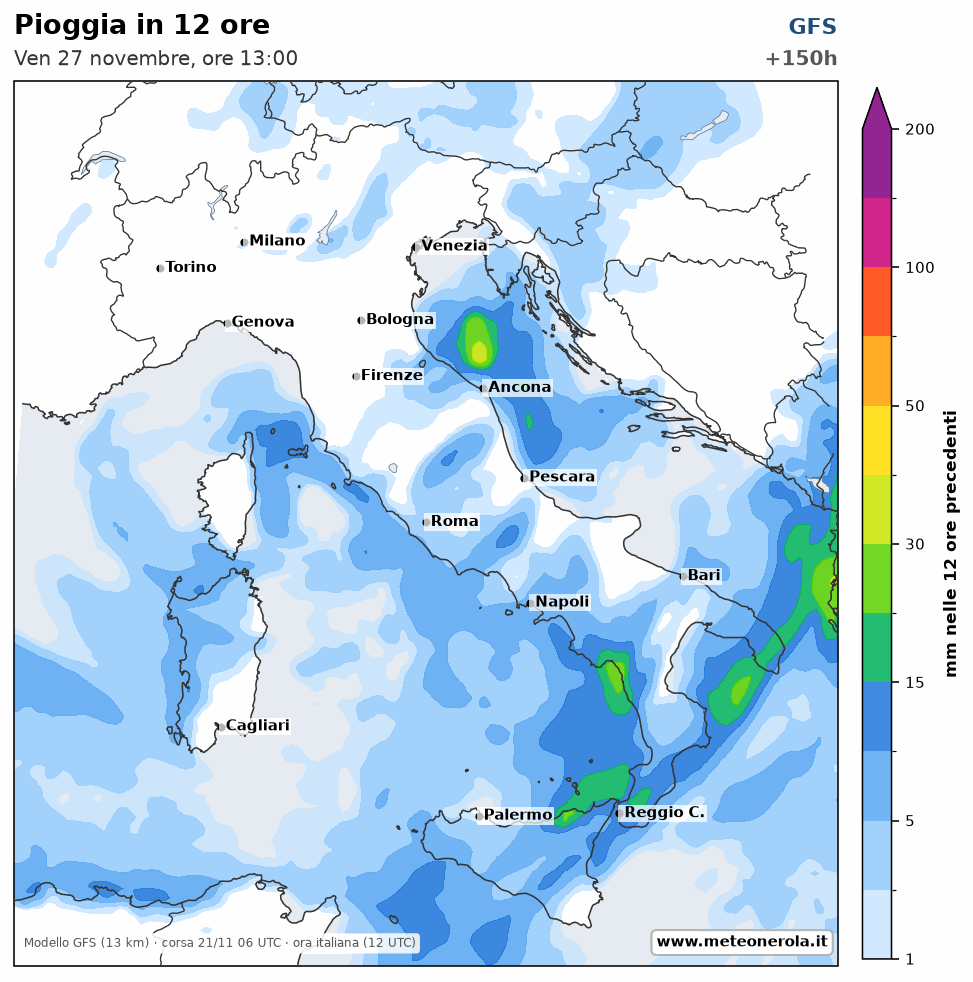 Pioggia in 12 ore
GFS
Ven 27 novembre, ore 13:00
+150h
200
100
50
30
15
5
1
mm nelle 12 ore precedenti
Milano
Venezia
Torino
Genova
Bologna
Firenze
Ancona
Pescara
Roma
Bari
Napoli
Cagliari
Palermo
Reggio C.
Modello GFS (13 km) · corsa 21/11 06 UTC · ora italiana (12 UTC)
www.meteonerola.it